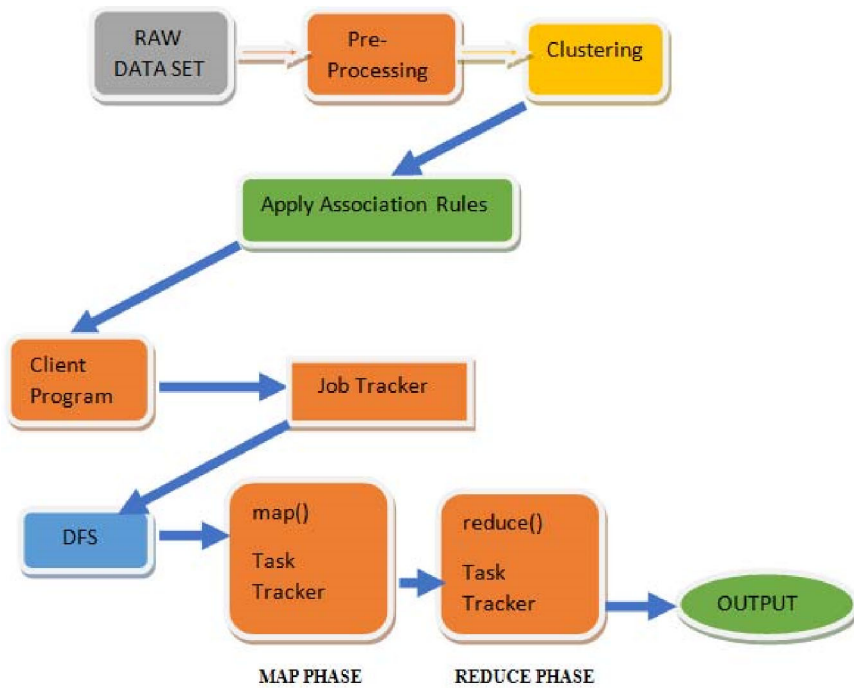 RAW
DATA SET
Pre-
Processing
Clustering
Apply Association Rules
Client
Program
Job Tracker
DFS
map()
Task
Tracker
reduce()
Task
Tracker
OUTPUT
MAP PHASE
REDUCE PHASE